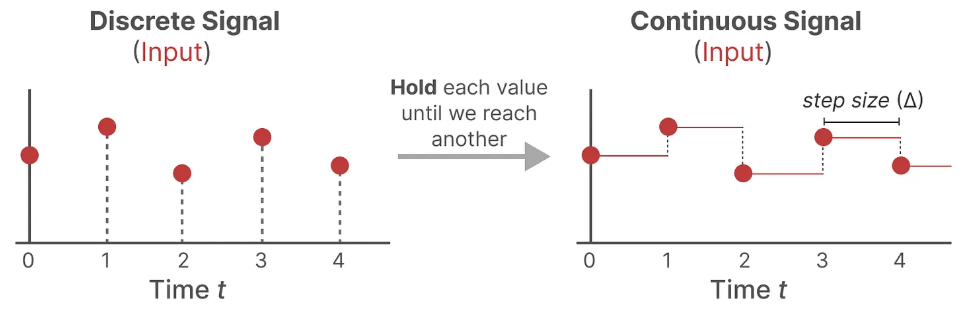 Discrete Signal
(Input)
0 1 2 3 4
Time t
Hold each value
until we reach
another
Continuous Signal
(Input)
step size (Δ)
0 1 2 3 4
Time t